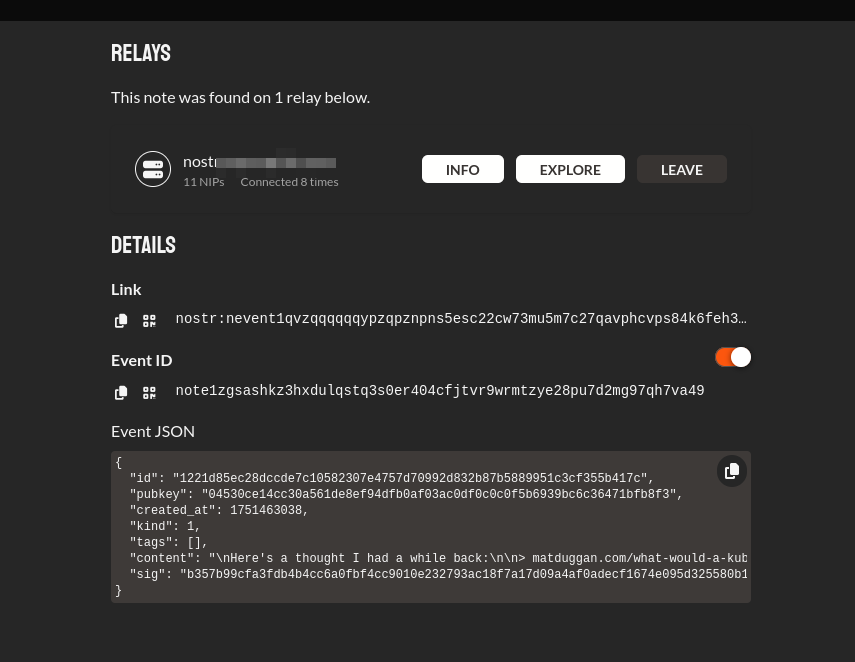 RELAYS
This note was found on 1 relay below.
nostr
11 NIPs Connected 8 times
INFO EXPLORE LEAVE
DETAILS
Link
nostr:nevent1qvzqqqqqqypzqpznpns5esc22cw73mu5m7c27qavphcvps84k6feh3…
Event ID
note1zgsashkz3hxdulqstq3s0er404cfjtvr9wrmtzye28pu7d2mg97qh7va49
Event JSON
{
"id": "1221d85ec28dccde7c10582307e4757d70992d832b87b5889951c3cf355b417c",
"pubkey": "04530ce14cc30a561de8ef94dfb0af03ac0df0c0c0f5b6939bc6c36471bfb8f3",
"created_at": 1751463038,
"kind": 1,
"tags": [],
"content": "\nHere's a thought I had a while back:\n\n> matduggan.com/what-would-a-kub
"sig": "b357b99cfa3fdb4b4cc6a0fbf4cc9010e232793ac18f7a17d09a4af0adecf1674e095d325580b1
}